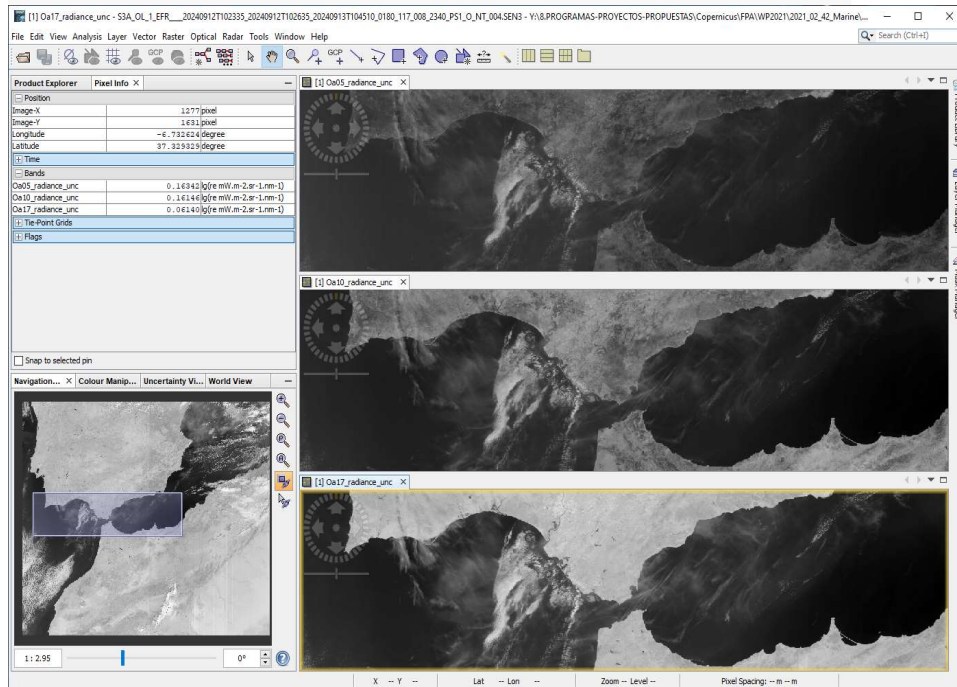 [1] Oa17_radiance_unc - S3A_OL_1_EFR____20240912T102335_20240912T102635_20240913T104510_0180_117_008_2340_PS1_O_NT_004.SEN3 - Y:\8.PROGRAMAS-PROYECTOS-PROPUESTAS\Copernicus\FPA\WP2021\2021_02_42_Marine\...
File Edit View Analysis Layer Vector Raster Optical Radar Tools Window Help
Search (Ctrl+I)
GCP GCP
Product Explorer Pixel Info
Position
Image-X 1277 pixel
Image-Y 1631 pixel
Longitude -6.732624 degree
Latitude 37.329329 degree
Time
Bands
Oa05_radiance_unc 0.16342 lg(re mW.m-2.sr-1.nm-1)
Oa10_radiance_unc 0.16146 lg(re mW.m-2.sr-1.nm-1)
Oa17_radiance_unc 0.06140 lg(re mW.m-2.sr-1.nm-1)
Tie-Point Grids
Flags
Snap to selected pin
Navigation... Colour Manip... Uncertainty Vi... World View
1: 2.95 0°
[1] Oa05_radiance_unc
[1] Oa10_radiance_unc
[1] Oa17_radiance_unc
X -- Y -- Lat -- Lon -- Zoom -- Level -- Pixel Spacing: -- m -- m